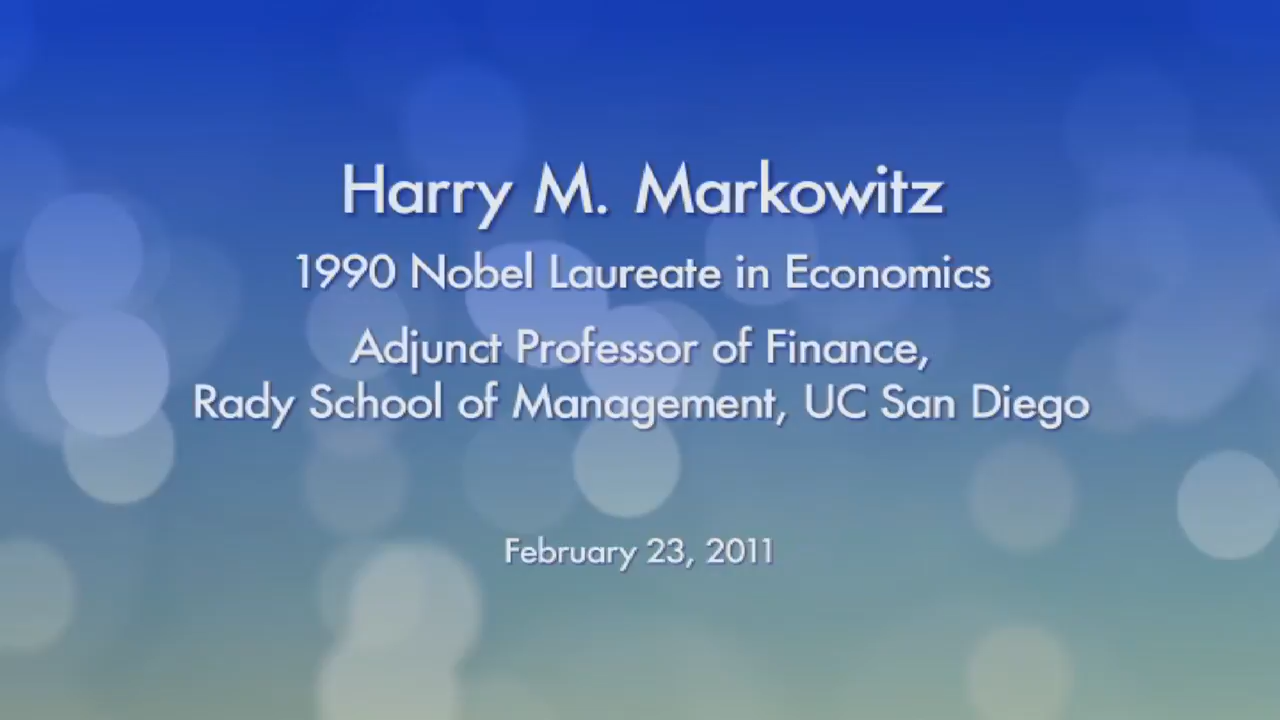 Harry M. Markowitz
1990 Nobel Laureate in Economics
Adjunct Professor of Finance,
Rady School of Management, UC San Diego
February 23, 2011